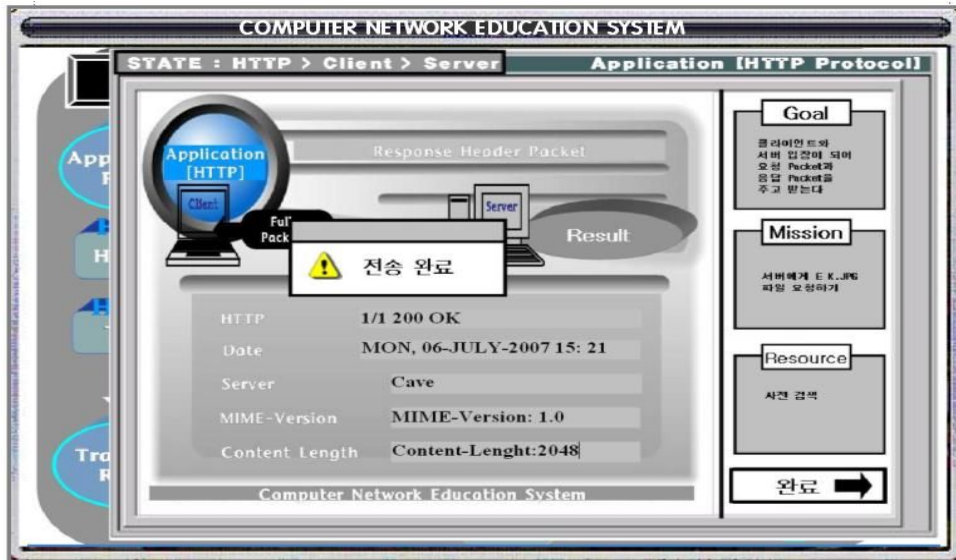 COMPUTER NETWORK EDUCATION SYSTEM
STATE : HTTP > Client > Server
Application [HTTP Protocol]
Application
[HTTP]
Response Header Packet
Client
Server
Full
Pack
Result
전송 완료
HTTP 1/1 200 OK
Date MON, 06-JULY-2007 15: 21
Server Cave
MIME-Version MIME-Version: 1.0
Content Length Content-Lenght:2048
Computer Network Education System
Goal
클라이언트와
서버 입장이 되어
요청 Packet과
응답 Packet을
주고 받는다
Mission
서버에게 E K.JPG
파일 요청하기
Resource
사전 검색
완료
App
H
Tra